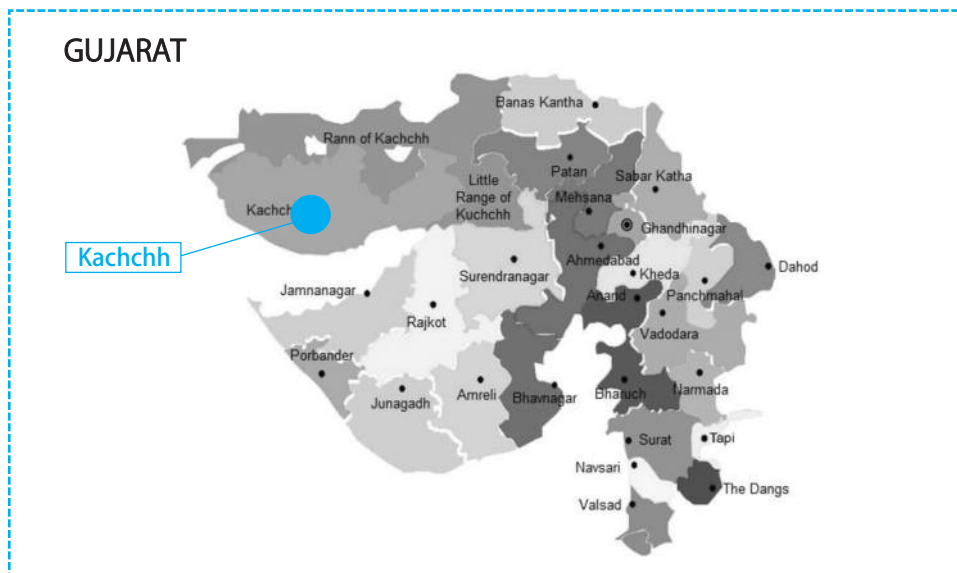 GUJARAT
Banas Kantha
Rann of Kachchh
Patan
Sabar Katha
Little
Range of
Kuchchh
Mehsana
Kachch
Ghandhinagar
Kachchh
Ahmedabad
Surendranagar
Kheda
Dahod
Jamnanagar
Anand
Panchmahal
Rajkot
Vadodara
Porbander
Junagadh
Amreli
Bhavnagar
Bharuch
Narmada
Surat
Tapi
Navsari
The Dangs
Valsad